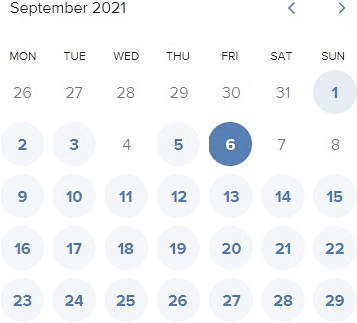 September 2021
MON TUE WED THU FRI SAT SUN
26 27 28 29 30 31 1
2 3 4 5 6 7 8
9 10 11 12 13 14 15
16 17 18 19 20 21 22
23 24 25 26 27 28 29